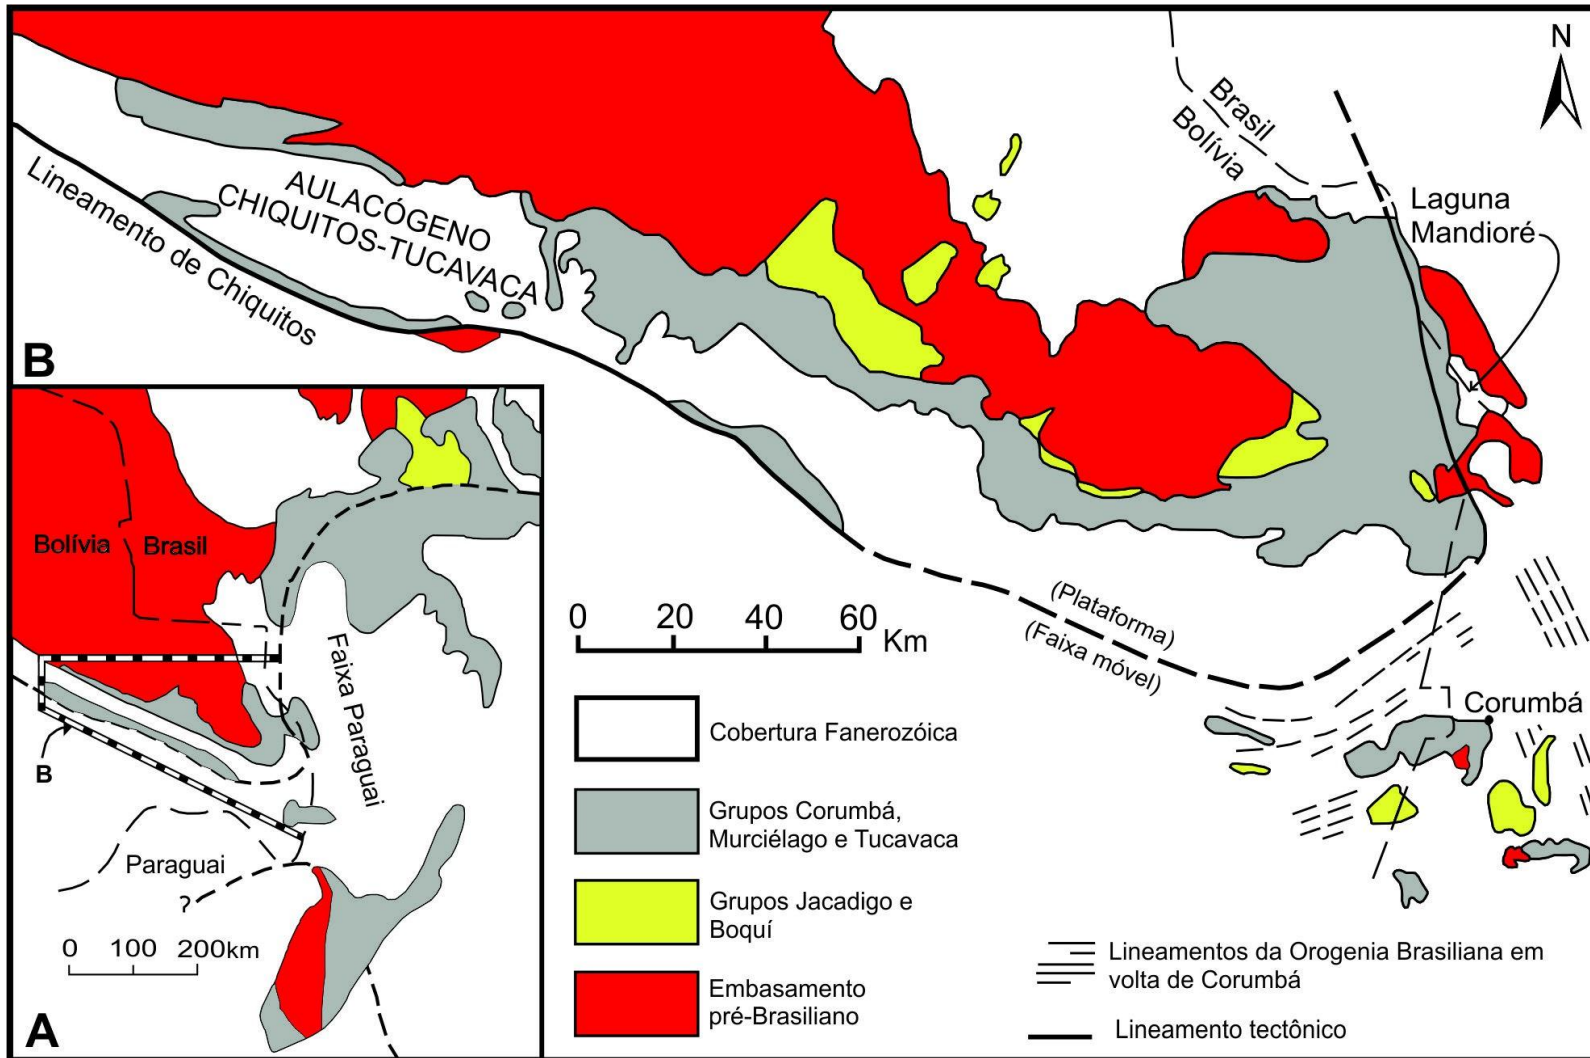 N
Brasil
Bolívia
Laguna
Mandioré
AULACÓGENO
CHIQUITOS-TUCAVACA
Lineamento de Chiquitos
B
(Plataforma)
(Faixa móvel)
Corumbá
0 20 40 60 Km
Cobertura Fanerozóica
Grupos Corumbá,
Murciélago e Tucavaca
Grupos Jacadigo e
Boquí
Embasamento
pré-Brasiliano
Lineamentos da Orogenia Brasiliana em
volta de Corumbá
Lineamento tectônico
Bolívia Brasil
Faixa Paraguai
B
Paraguai
?
0 100 200km
A